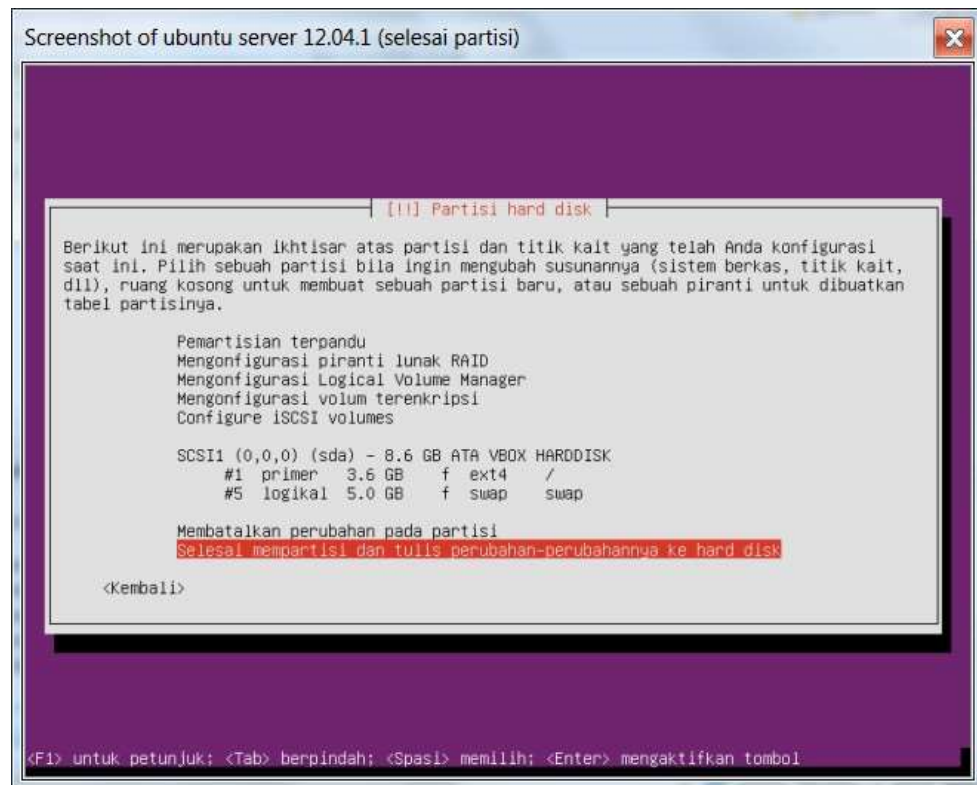 Screenshot of ubuntu server 12.04.1 (selesai partisi)
[!!] Partisi hard disk
Berikut ini merupakan ikhtisar atas partisi dan titik kait yang telah Anda konfigurasi
saat ini. Pilih sebuah partisi bila ingin mengubah susunannya (sistem berkas, titik kait,
dll), ruang kosong untuk membuat sebuah partisi baru, atau sebuah piranti untuk dibuatkan
tabel partisinya.
Pemartisian terpandu
Mengonfigurasi piranti lunak RAID
Mengonfigurasi Logical Volume Manager
Mengonfigurasi volum terenkripsi
Configure iSCSI volumes
SCSI1 (0,0,0) (sda) - 8.6 GB ATA VBOX HARDDISK
#1 primer 3.6 GB f ext4 /
#5 logikal 5.0 GB f swap swap
Membatalkan perubahan pada partisi
Selesai mempartisi dan tulis perubahan-perubahannya ke hard disk
<Kembali>
<F1> untuk petunjuk; <Tab> berpindah; <Spasi> memilih; <Enter> mengaktifkan tombol